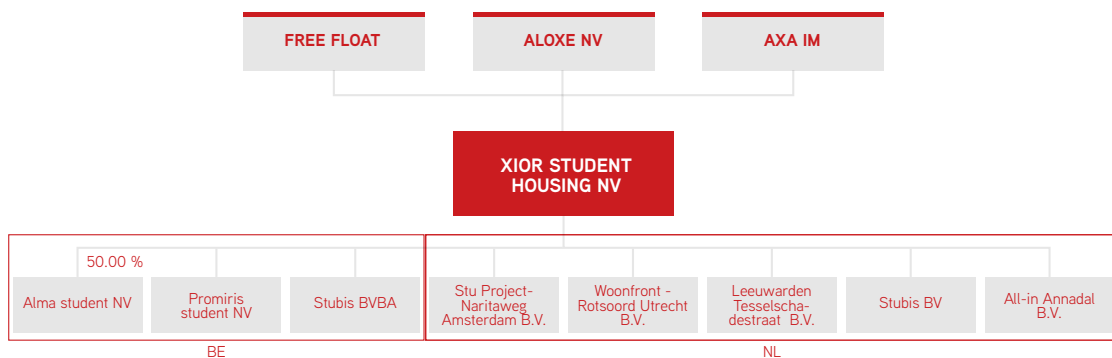 FREE FLOAT
ALOXE NV
AXA IM
XIOR STUDENT
HOUSING NV
50.00 %
Alma student NV
Promiris
student NV
Stubis BVBA
Stu Project-
Naritaweg
Amsterdam B.V.
Woonfront -
Rotsoord Utrecht
B.V.
Leeuwarden
Tesselscha-
destraat B.V.
Stubis BV
All-in Annadal
B.V.
BE
NL